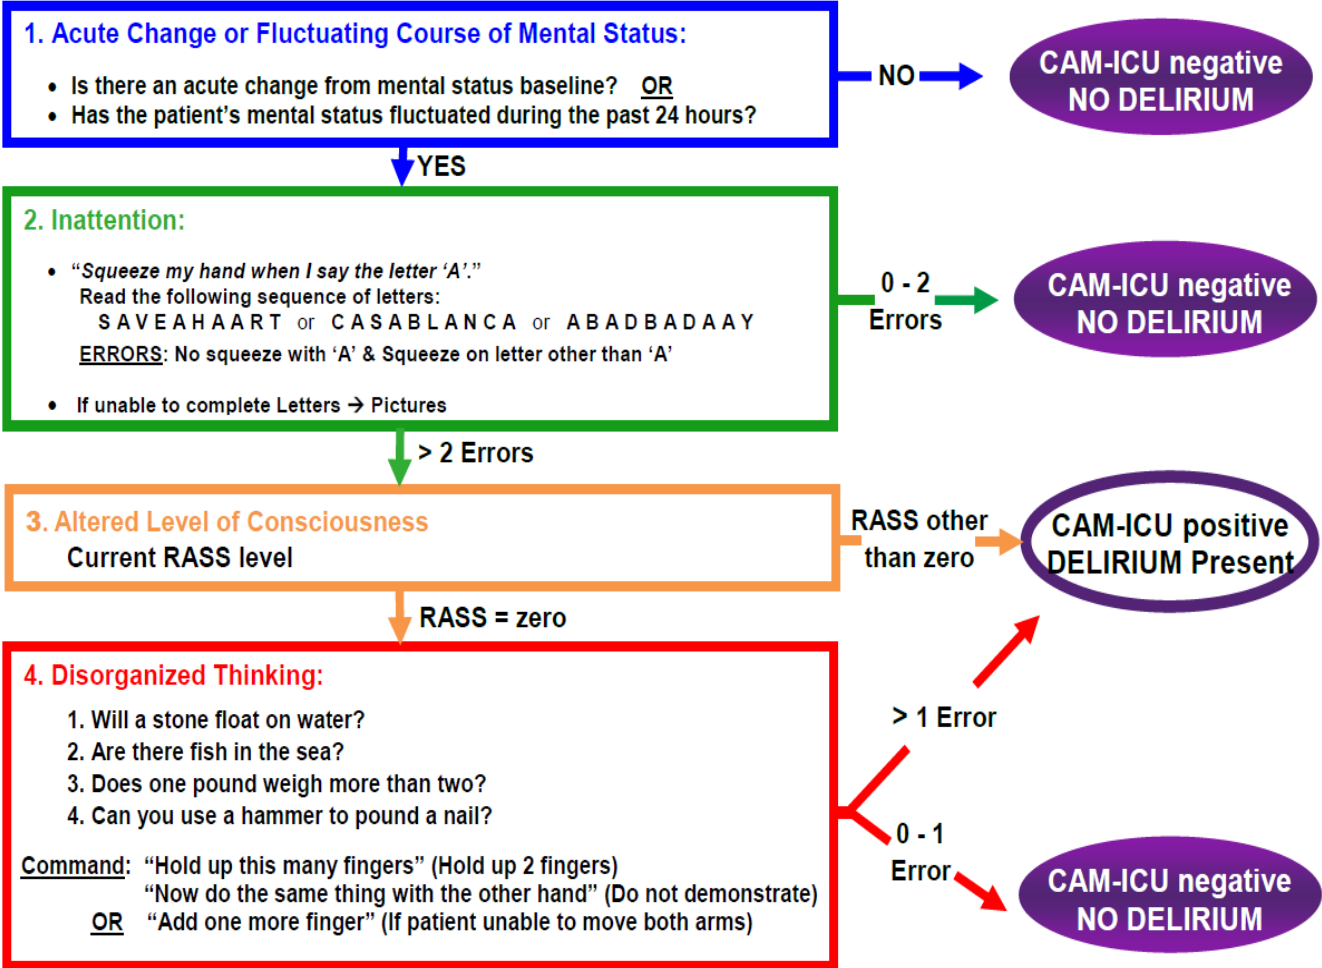 1. Acute Change or Fluctuating Course of Mental Status:
• Is there an acute change from mental status baseline? OR
• Has the patient's mental status fluctuated during the past 24 hours?
NO
CAM-ICU negative
NO DELIRIUM
YES
2. Inattention:
• “Squeeze my hand when I say the letter ‘A’.”
Read the following sequence of letters:
S A V E A H A A R T or C A S A B L A N C A or A B A D B A D A A Y
ERRORS: No squeeze with ‘A’ & Squeeze on letter other than ‘A’
• If unable to complete Letters → Pictures
0 - 2
Errors
CAM-ICU negative
NO DELIRIUM
> 2 Errors
3. Altered Level of Consciousness
Current RASS level
RASS other
than zero
CAM-ICU positive
DELIRIUM Present
RASS = zero
4. Disorganized Thinking:
1. Will a stone float on water?
2. Are there fish in the sea?
3. Does one pound weigh more than two?
4. Can you use a hammer to pound a nail?
Command: “Hold up this many fingers” (Hold up 2 fingers)
“Now do the same thing with the other hand” (Do not demonstrate)
OR “Add one more finger” (If patient unable to move both arms)
> 1 Error
0 - 1
Error
CAM-ICU negative
NO DELIRIUM